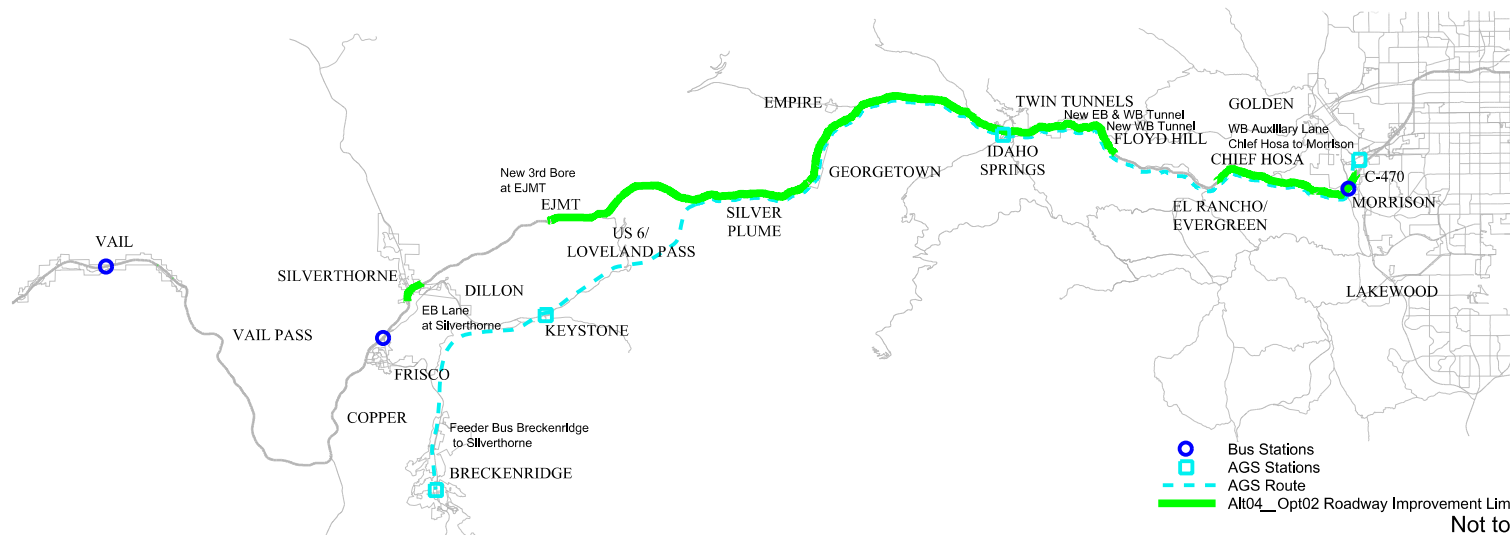 EMPIRE
TWIN TUNNELS
New EB & WB Tunnel
New WB Tunnel
FLOYD HILL
GOLDEN
WB Auxiliary Lane
Chief Hosa to Morrison
CHIEF HOSA
C-470
MORRISON
IDAHO
SPRINGS
GEORGETOWN
New 3rd Bore
at EJMT
EJMT
SILVER
PLUME
US 6/
LOVELAND PASS
EL RANCHO/
EVERGREEN
VAIL
SILVERTHORNE
DILLON
LAKEWOOD
EB Lane
at Silverthorne
KEYSTONE
VAIL PASS
FRISCO
COPPER
Feeder Bus Breckenridge
to Silverthorne
BRECKENRIDGE
Bus Stations
AGS Stations
AGS Route
Alt04__Opt02 Roadway Improvement Lim
Not to